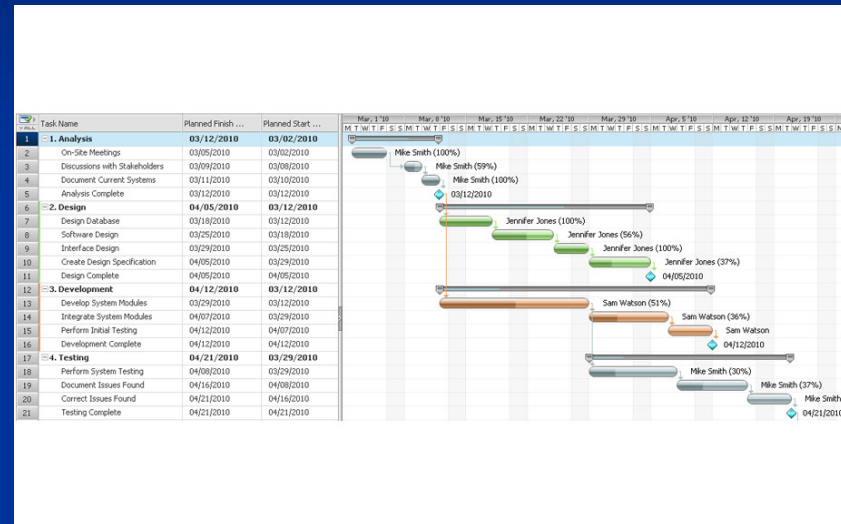 Task Name Planned Finish ... Planned Start ... Mar, 1 '10 Mar, 8 '10 Mar, 15 '10 Mar, 22 '10 Mar, 29 '10 Apr, 5 '10 Apr, 12 '10 Apr, 19 '10
ALL M T W T F S S M T W T F S S M T W T F S S M T W T F S S M T W T F S S M T W T F S S M T W T F S S M T W T F S S
1 1. Analysis 03/12/2010 03/02/2010
2 On-Site Meetings 03/05/2010 03/02/2010 Mike Smith (100%)
3 Discussions with Stakeholders 03/09/2010 03/08/2010 Mike Smith (59%)
4 Document Current Systems 03/11/2010 03/10/2010 Mike Smith (100%)
5 Analysis Complete 03/12/2010 03/12/2010 03/12/2010
6 2. Design 04/05/2010 03/12/2010
7 Design Database 03/18/2010 03/12/2010 Jennifer Jones (100%)
8 Software Design 03/25/2010 03/18/2010 Jennifer Jones (56%)
9 Interface Design 03/29/2010 03/25/2010 Jennifer Jones (100%)
10 Create Design Specification 04/05/2010 03/29/2010 Jennifer Jones (37%)
11 Design Complete 04/05/2010 04/05/2010 04/05/2010
12 3. Development 04/12/2010 03/12/2010
13 Develop System Modules 03/29/2010 03/12/2010 Sam Watson (51%)
14 Integrate System Modules 04/07/2010 03/29/2010 Sam Watson (36%)
15 Perform Initial Testing 04/12/2010 04/07/2010 Sam Watson
16 Development Complete 04/12/2010 04/12/2010 04/12/2010
17 4. Testing 04/21/2010 03/29/2010
18 Perform System Testing 04/08/2010 03/29/2010 Mike Smith (30%)
19 Document Issues Found 04/16/2010 04/08/2010 Mike Smith (37%)
20 Correct Issues Found 04/21/2010 04/16/2010 Mike Smith
21 Testing Complete 04/21/2010 04/21/2010 04/21/2010